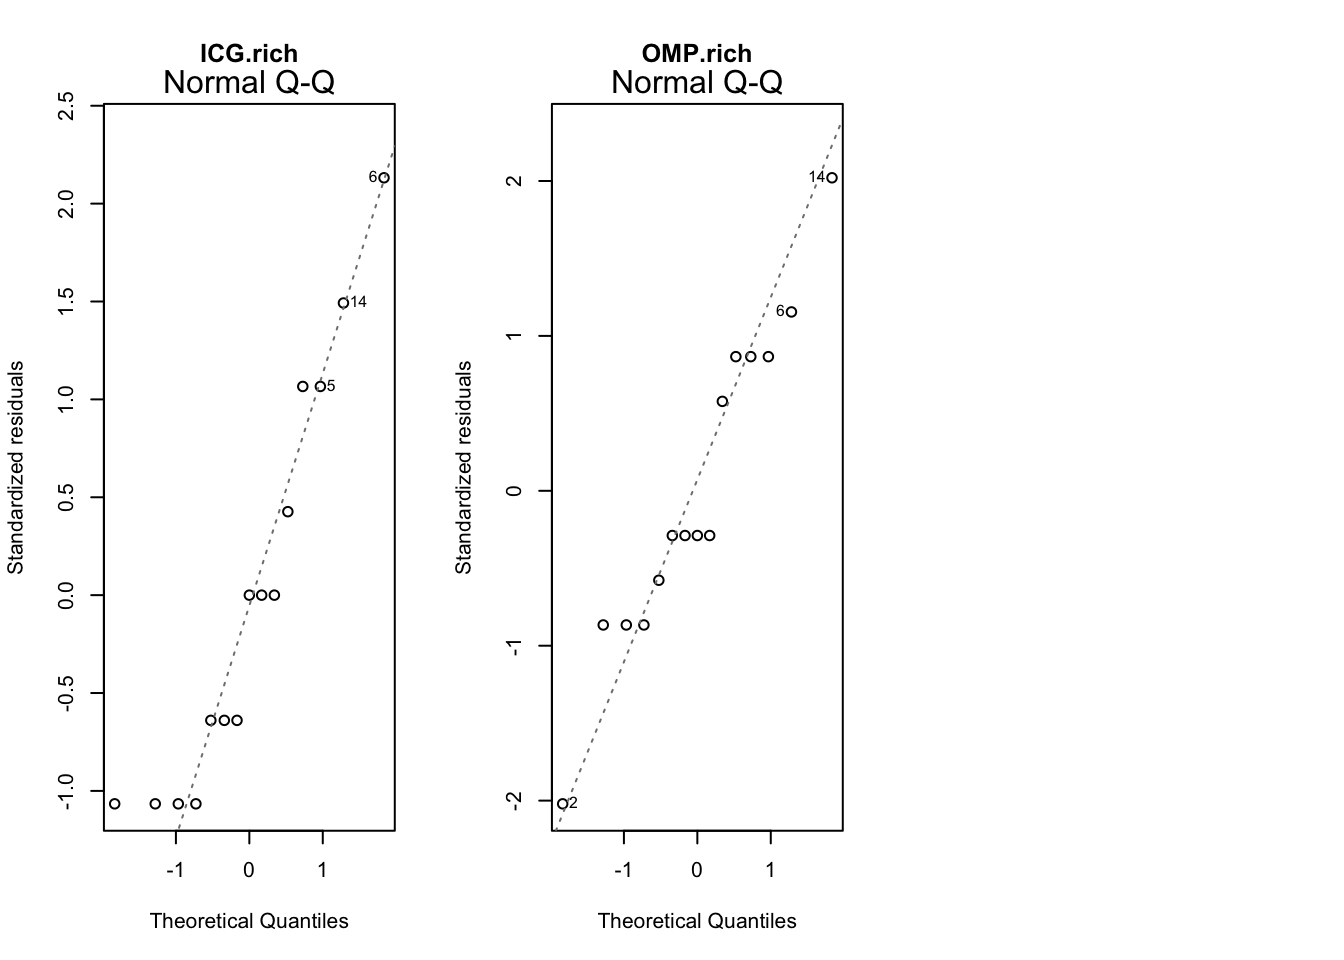 ICG.rich
Normal Q-Q
Standardized residuals
2.5
2.0
1.5
1.0
0.5
0.0
-0.5
-1.0
6
14
5
-1 0 1
Theoretical Quantiles
OMP.rich
Normal Q-Q
Standardized residuals
2
1
0
-1
-2
14
6
2
-1 0 1
Theoretical Quantiles